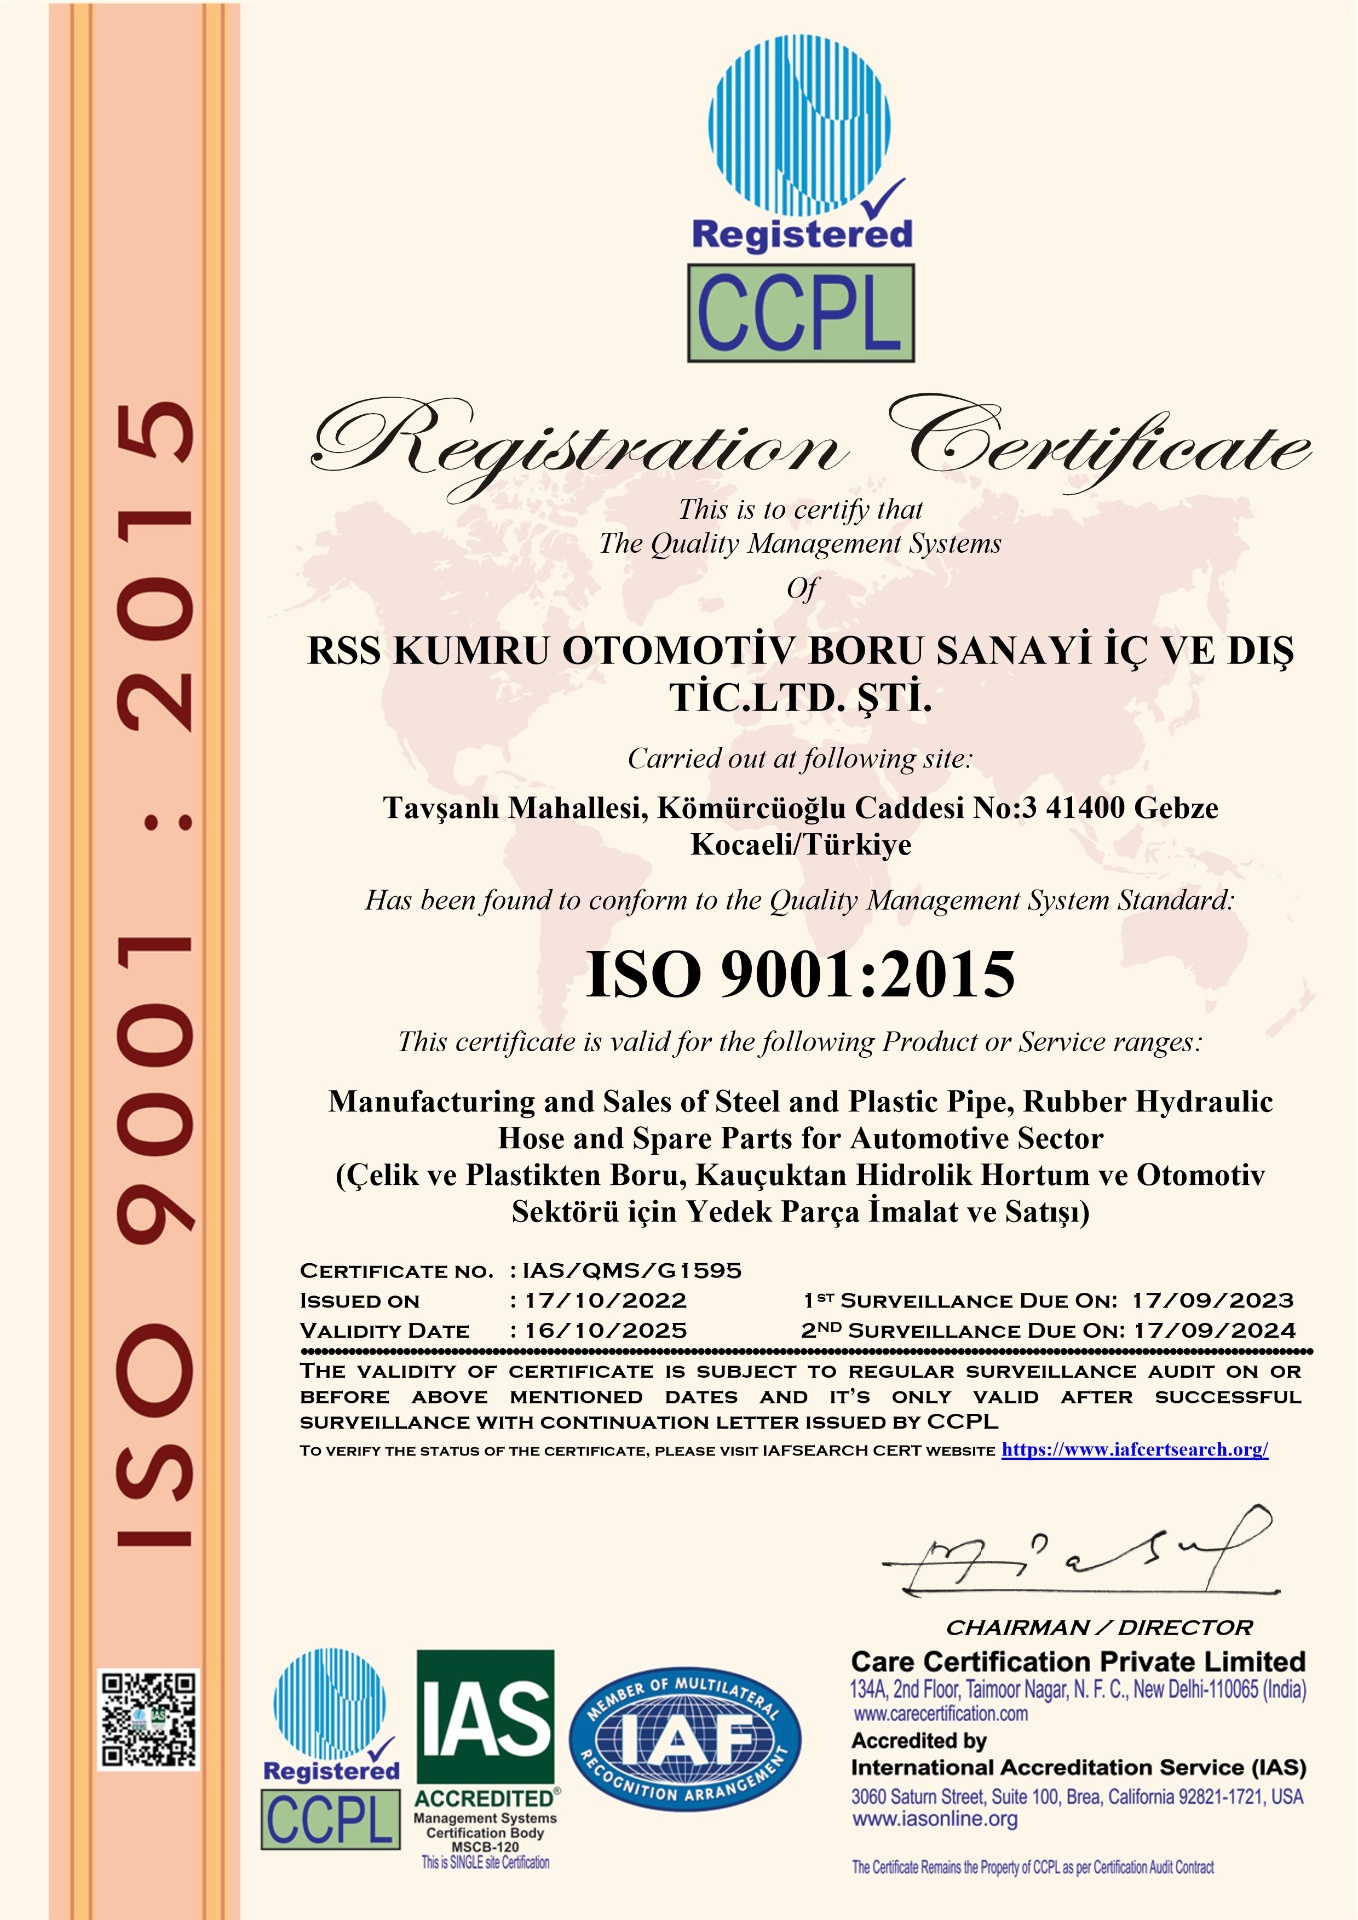 ISO 9001 : 2015
Registered
CCPL
Registration Certificate
This is to certify that
The Quality Management Systems
Of
RSS KUMRU OTOMOTİV BORU SANAYİ İÇ VE DIŞ
TİC.LTD. ŞTİ.
Carried out at following site:
Tavşanlı Mahallesi, Kömürcüoğlu Caddesi No:3 41400 Gebze
Kocaeli/Türkiye
Has been found to conform to the Quality Management System Standard:
ISO 9001:2015
This certificate is valid for the following Product or Service ranges:
Manufacturing and Sales of Steel and Plastic Pipe, Rubber Hydraulic
Hose and Spare Parts for Automotive Sector
(Çelik ve Plastikten Boru, Kauçuktan Hidrolik Hortum ve Otomotiv
Sektörü için Yedek Parça İmalat ve Satışı)
CERTIFICATE NO. : IAS/QMS/G1595
ISSUED ON : 17/10/2022 1ST SURVEILLANCE DUE ON: 17/09/2023
VALIDITY DATE : 16/10/2025 2ND SURVEILLANCE DUE ON: 17/09/2024
THE VALIDITY OF CERTIFICATE IS SUBJECT TO REGULAR SURVEILLANCE AUDIT ON OR
BEFORE ABOVE MENTIONED DATES AND IT'S ONLY VALID AFTER SUCCESSFUL
SURVEILLANCE WITH CONTINUATION LETTER ISSUED BY CCPL
TO VERIFY THE STATUS OF THE CERTIFICATE, PLEASE VISIT IAFSEARCH CERT WEBSITE https://www.iafcertsearch.org/
CHAIRMAN / DIRECTOR
Care Certification Private Limited
134A, 2nd Floor, Taimoor Nagar, N. F. C., New Delhi-110065 (India)
www.carecertification.com
Accredited by
International Accreditation Service (IAS)
3060 Saturn Street, Suite 100, Brea, California 92821-1721, USA
www.iasonline.org
The Certificate Remains the Property of CCPL as per Certification Audit Contract
Registered
CCPL
IAS
ACCREDITED®
Management Systems
Certification Body
MSCB-120
This is SINGLE site Certification
MEMBER OF MULTILATERAL
IAF
RECOGNITION ARRANGEMENT